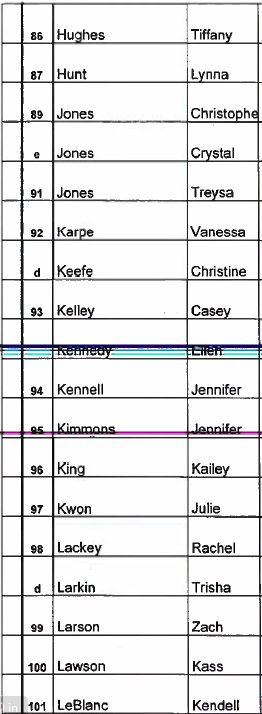 86 Hughes Tiffany
87 Hunt Lynna
89 Jones Christophe
e Jones Crystal
91 Jones Treysa
92 Karpe Vanessa
d Keefe Christine
93 Kelley Casey
Kennedy Ellen
94 Kennell Jennifer
95 Kimmons Jennifer
96 King Kailey
97 Kwon Julie
98 Lackey Rachel
d Larkin Trisha
99 Larson Zach
100 Lawson Kass
101 LeBlanc Kendell